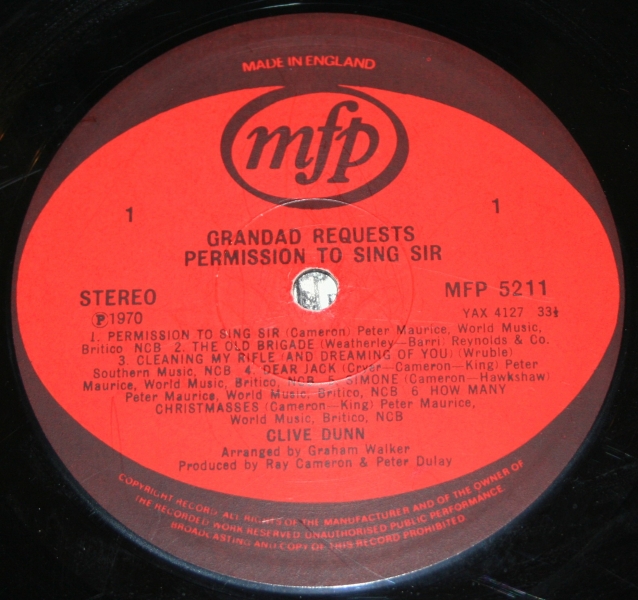 MADE IN ENGLAND
mfp
1 1
GRANDAD REQUESTS
PERMISSION TO SING SIR
STEREO MFP 5211
Ⓟ1970 YAX 4127 33⅓
1. PERMISSION TO SING SIR (Cameron) Peter Maurice, World Music,
Britico, NCB 2. THE OLD BRIGADE (Weatherley—Barri) Reynolds & Co.
3. CLEANING MY RIFLE (AND DREAMING OF YOU) (Wruble)
Southern Music, NCB 4. DEAR JACK (Cryer—Cameron—King) Peter
Maurice, World Music, Britico, NCB 5. SIMONE (Cameron—Hawkshaw)
Peter Maurice, World Music, Britico, NCB 6 HOW MANY
CHRISTMASSES (Cameron—King) Peter Maurice,
World Music, Britico, NCB
CLIVE DUNN
Arranged by Graham Walker
Produced by Ray Cameron & Peter Dulay
COPYRIGHT RECORD. ALL RIGHTS OF THE MANUFACTURER AND OF THE OWNER OF
THE RECORDED WORK RESERVED UNAUTHORISED PUBLIC PERFORMANCE.
BROADCASTING AND COPY OF THIS RECORD PROHIBITED.